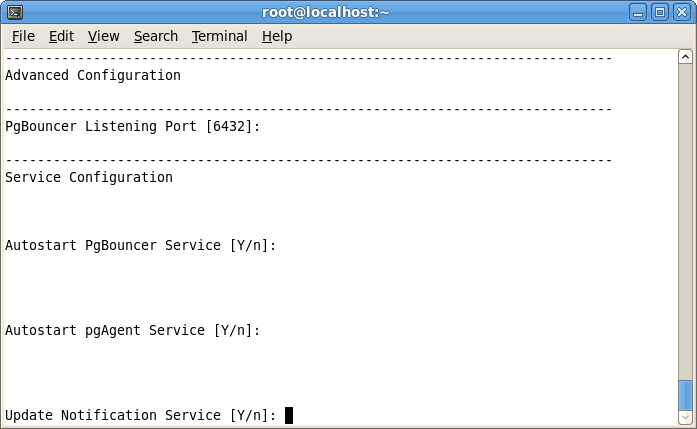 root@localhost:~
File Edit View Search Terminal Help
----------------------------------------------------------------------------
Advanced Configuration
----------------------------------------------------------------------------
PgBouncer Listening Port [6432]:
----------------------------------------------------------------------------
Service Configuration
Autostart PgBouncer Service [Y/n]:
Autostart pgAgent Service [Y/n]:
Update Notification Service [Y/n]: